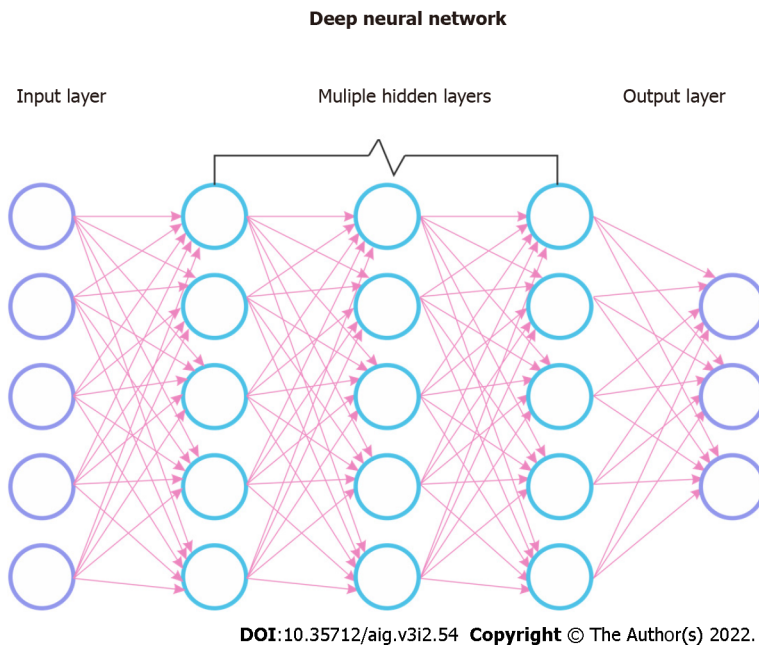 Deep neural network
Input layer
Muliple hidden layers
Output layer
DOI:10.35712/aig.v3i2.54 Copyright © The Author(s) 2022.